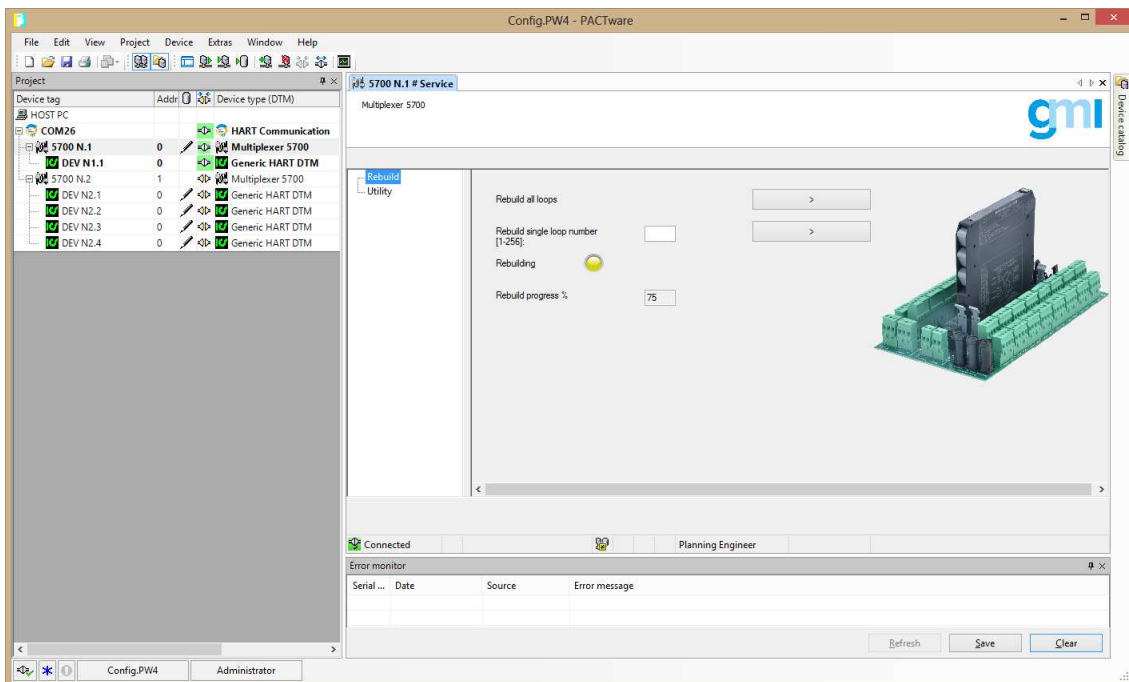 Config.PW4 - PACTware
File Edit View Project Device Extras Window Help
Project
Device tag Addr Device type (DTM)
HOST PC
COM26 HART Communication
5700 N.1 0 Multiplexer 5700
DEV N1.1 0 Generic HART DTM
5700 N.2 1 Multiplexer 5700
DEV N2.1 0 Generic HART DTM
DEV N2.2 0 Generic HART DTM
DEV N2.3 0 Generic HART DTM
DEV N2.4 0 Generic HART DTM
5700 N.1 # Service
Multiplexer 5700
gmi
Device catalog
Rebuild
Utility
Rebuild all loops >
Rebuild single loop number >
[1-256]:
Rebuilding
Rebuild progress % 75
Connected Planning Engineer
Error monitor
Serial ... Date Source Error message
Refresh Save Clear
Config.PW4 Administrator